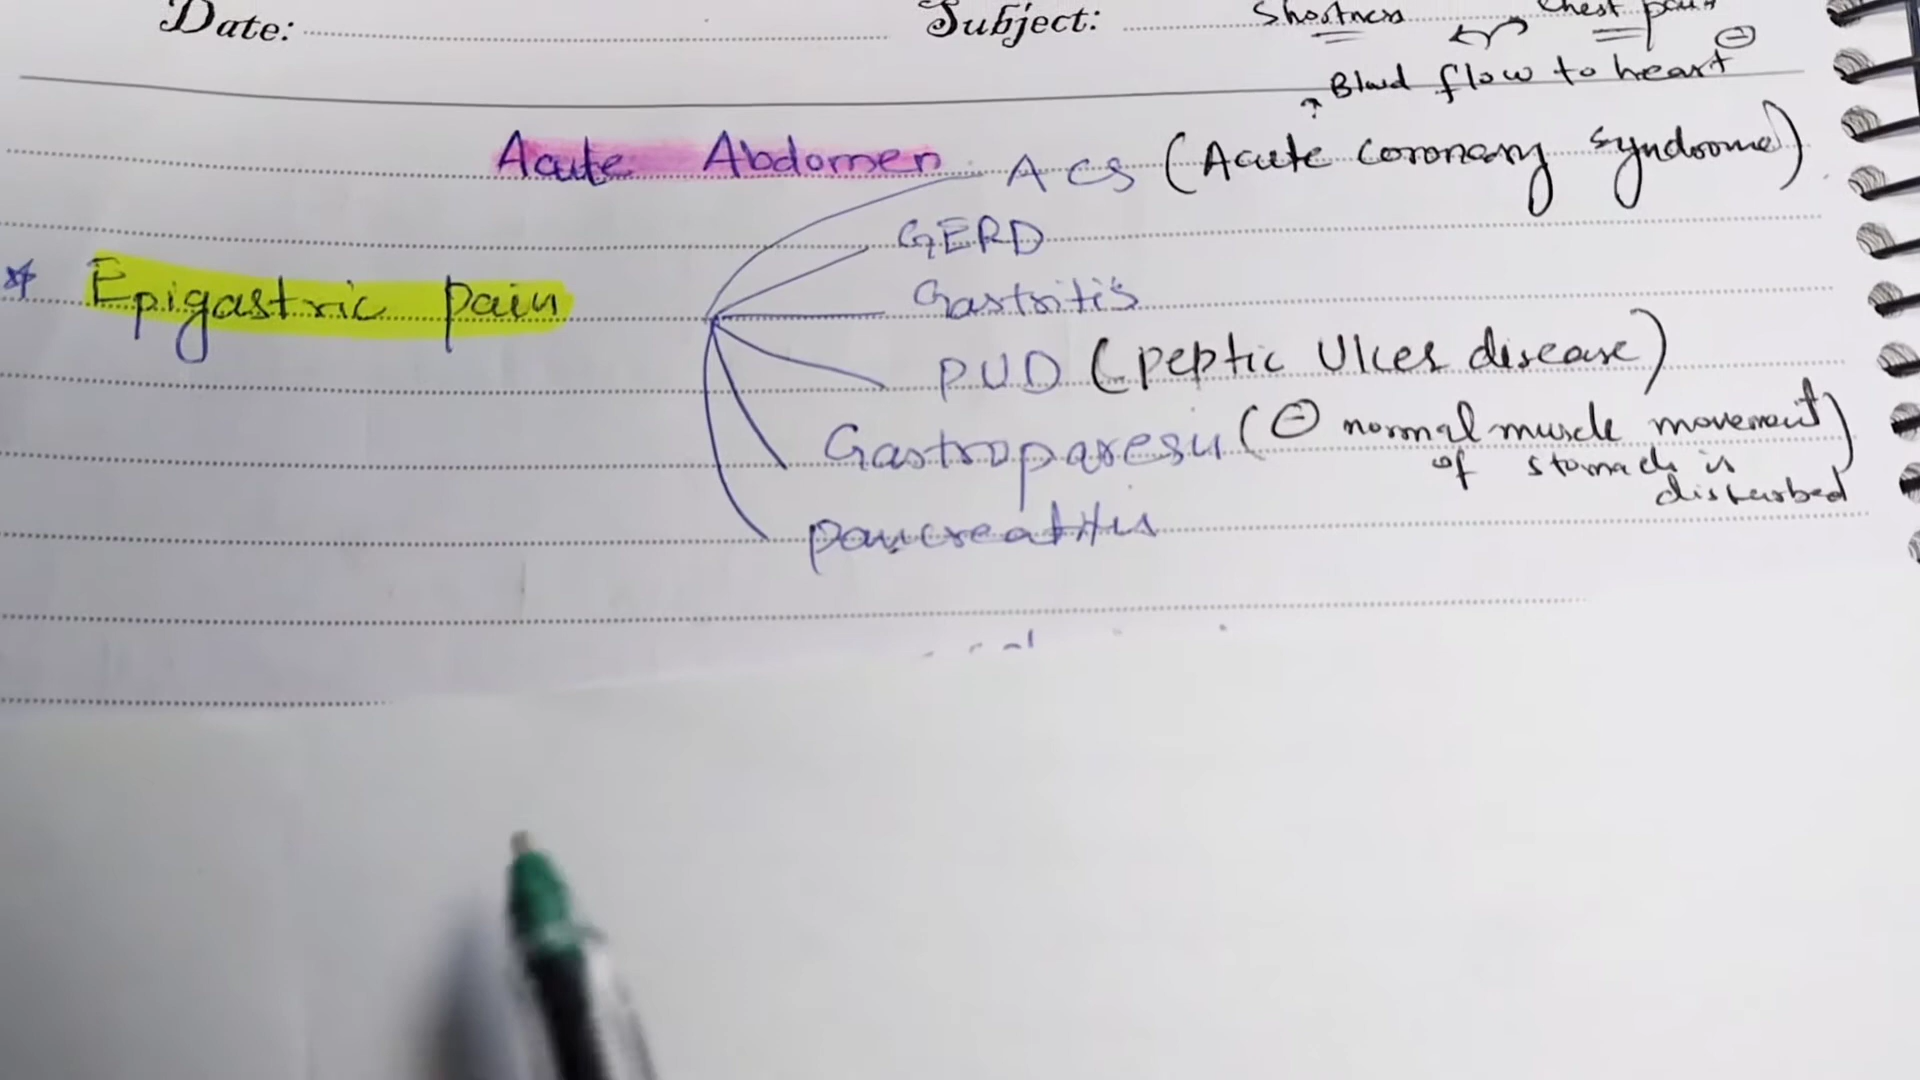 Date: Subject: Shortness Chest pain
Blood flow to heart ⊖
Acute Abdomen ACS (Acute coronary syndrome)
GERD
* Epigastric Pain Gastritis
PUD (peptic Ulcer disease)
Gastroparesis (⊖ normal muscle movement
of stomach is
disturbed)
pancreatitis